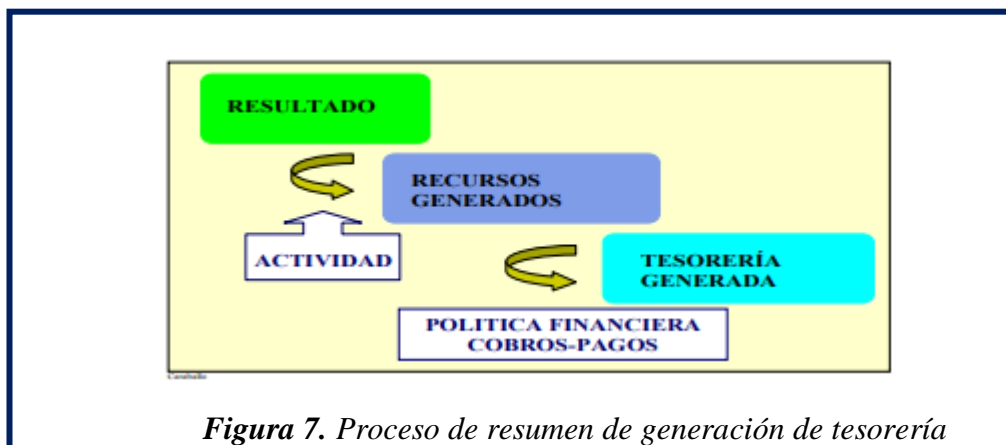 RESULTADO
RECURSOS
GENERADOS
ACTIVIDAD
TESORERÍA
GENERADA
POLITICA FINANCIERA
COBROS-PAGOS
Caraballo
Figura 7. Proceso de resumen de generación de tesorería